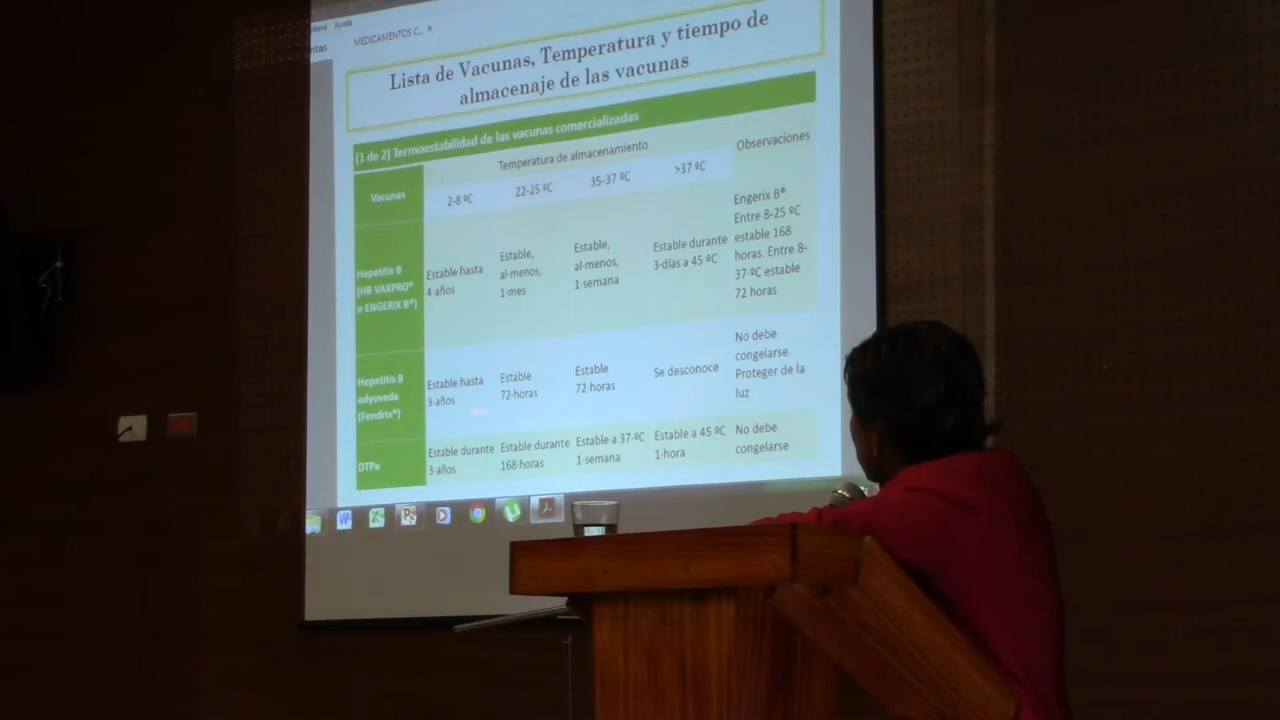 ntana Ayuda
ntas
MEDICAMENTOS C... ×
Lista de Vacunas, Temperatura y tiempo de
almacenaje de las vacunas
(1 de 2) Termoestabilidad de las vacunas comercializadas
Vacunas
Temperatura de almacenamiento
Observaciones
2-8 ºC
22-25 ºC
35-37 ºC
>37 ºC
Hepatitis B
(HB VAXPRO®
o ENGERIX B®)
Estable hasta
4·años
Estable,
al·menos,
1·mes
Estable,
al·menos,
1·semana
Estable durante
3·días a 45 ºC
Engerix B®
Entre 8-25 ºC
estable 168
horas. Entre 8-
37·ºC estable
72 horas
Hepatitis B
adyuvada
(Fendrix®)
Estable hasta
3·años
Estable
72·horas
Estable
72·horas
Se desconoce
No debe
congelarse.
Proteger de la
luz
DTPa
Estable durante
3·años
Estable durante
168·horas
Estable a 37·ºC
1·semana
Estable a 45 ºC
1·hora
No debe
congelarse